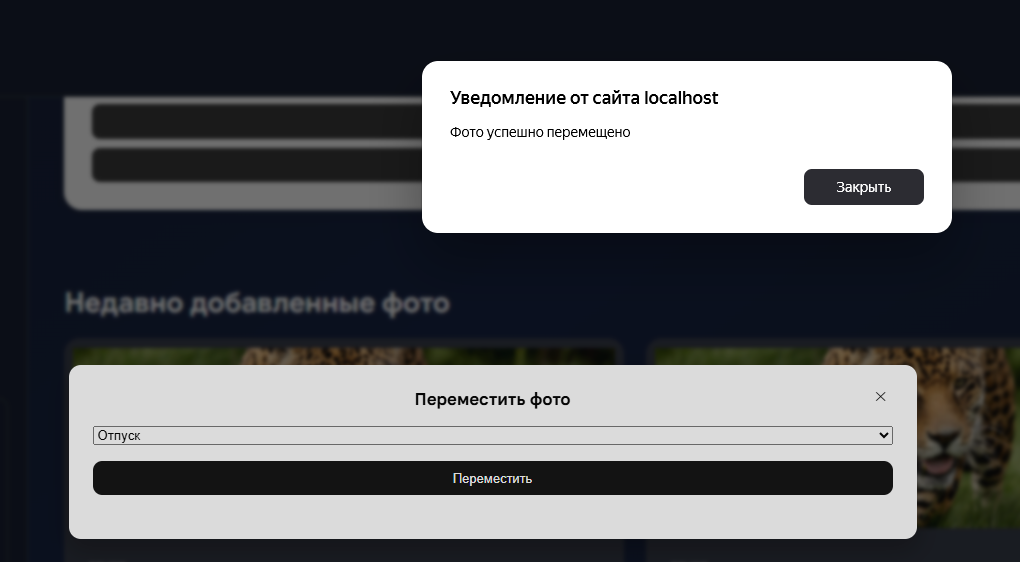 Уведомление от сайта localhost
Фото успешно перемещено
Закрыть
Недавно добавленные фото
Переместить фото
Отпуск
Переместить